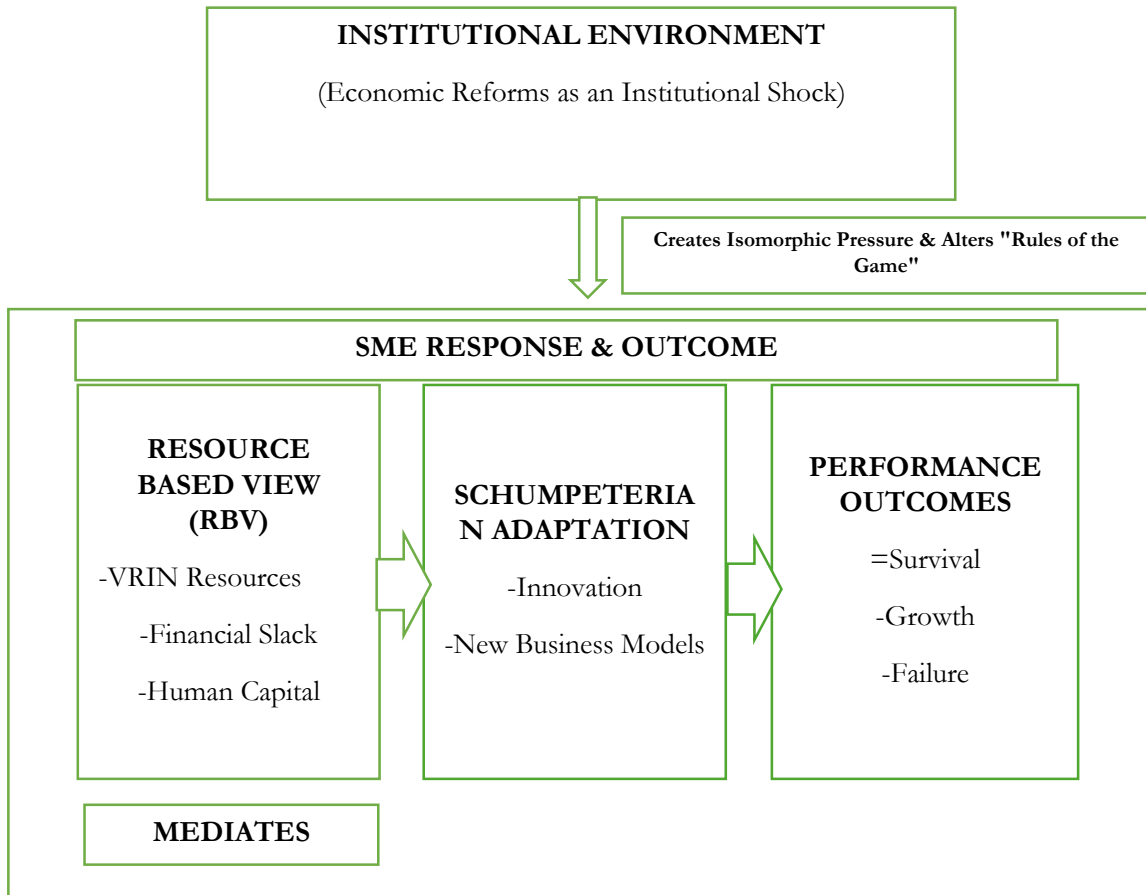 INSTITUTIONAL ENVIRONMENT
(Economic Reforms as an Institutional Shock)
Creates Isomorphic Pressure & Alters "Rules of the
Game"
SME RESPONSE & OUTCOME
RESOURCE
BASED VIEW
(RBV)
-VRIN Resources
-Financial Slack
-Human Capital
SCHUMPETERIA
N ADAPTATION
-Innovation
-New Business Models
PERFORMANCE
OUTCOMES
=Survival
-Growth
-Failure
MEDIATES